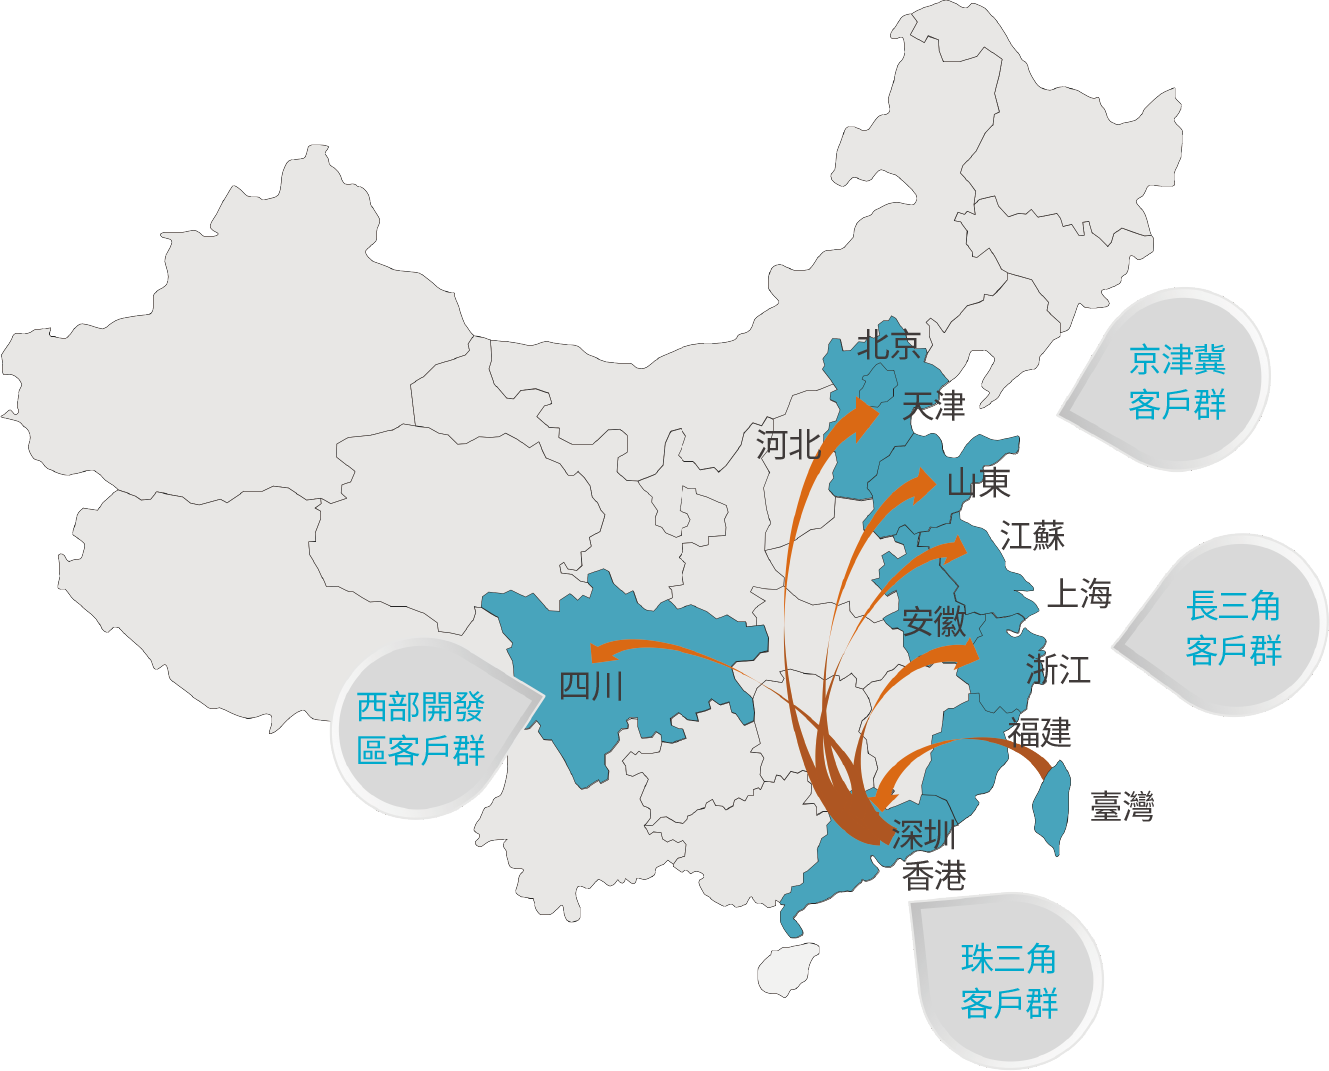 北京
京津冀
客戶群
天津
河北
山東
江蘇
上海
長三角
客戶群
安徽
浙江
四川
西部開發
區客戶群
福建
臺灣
深圳
香港
珠三角
客戶群